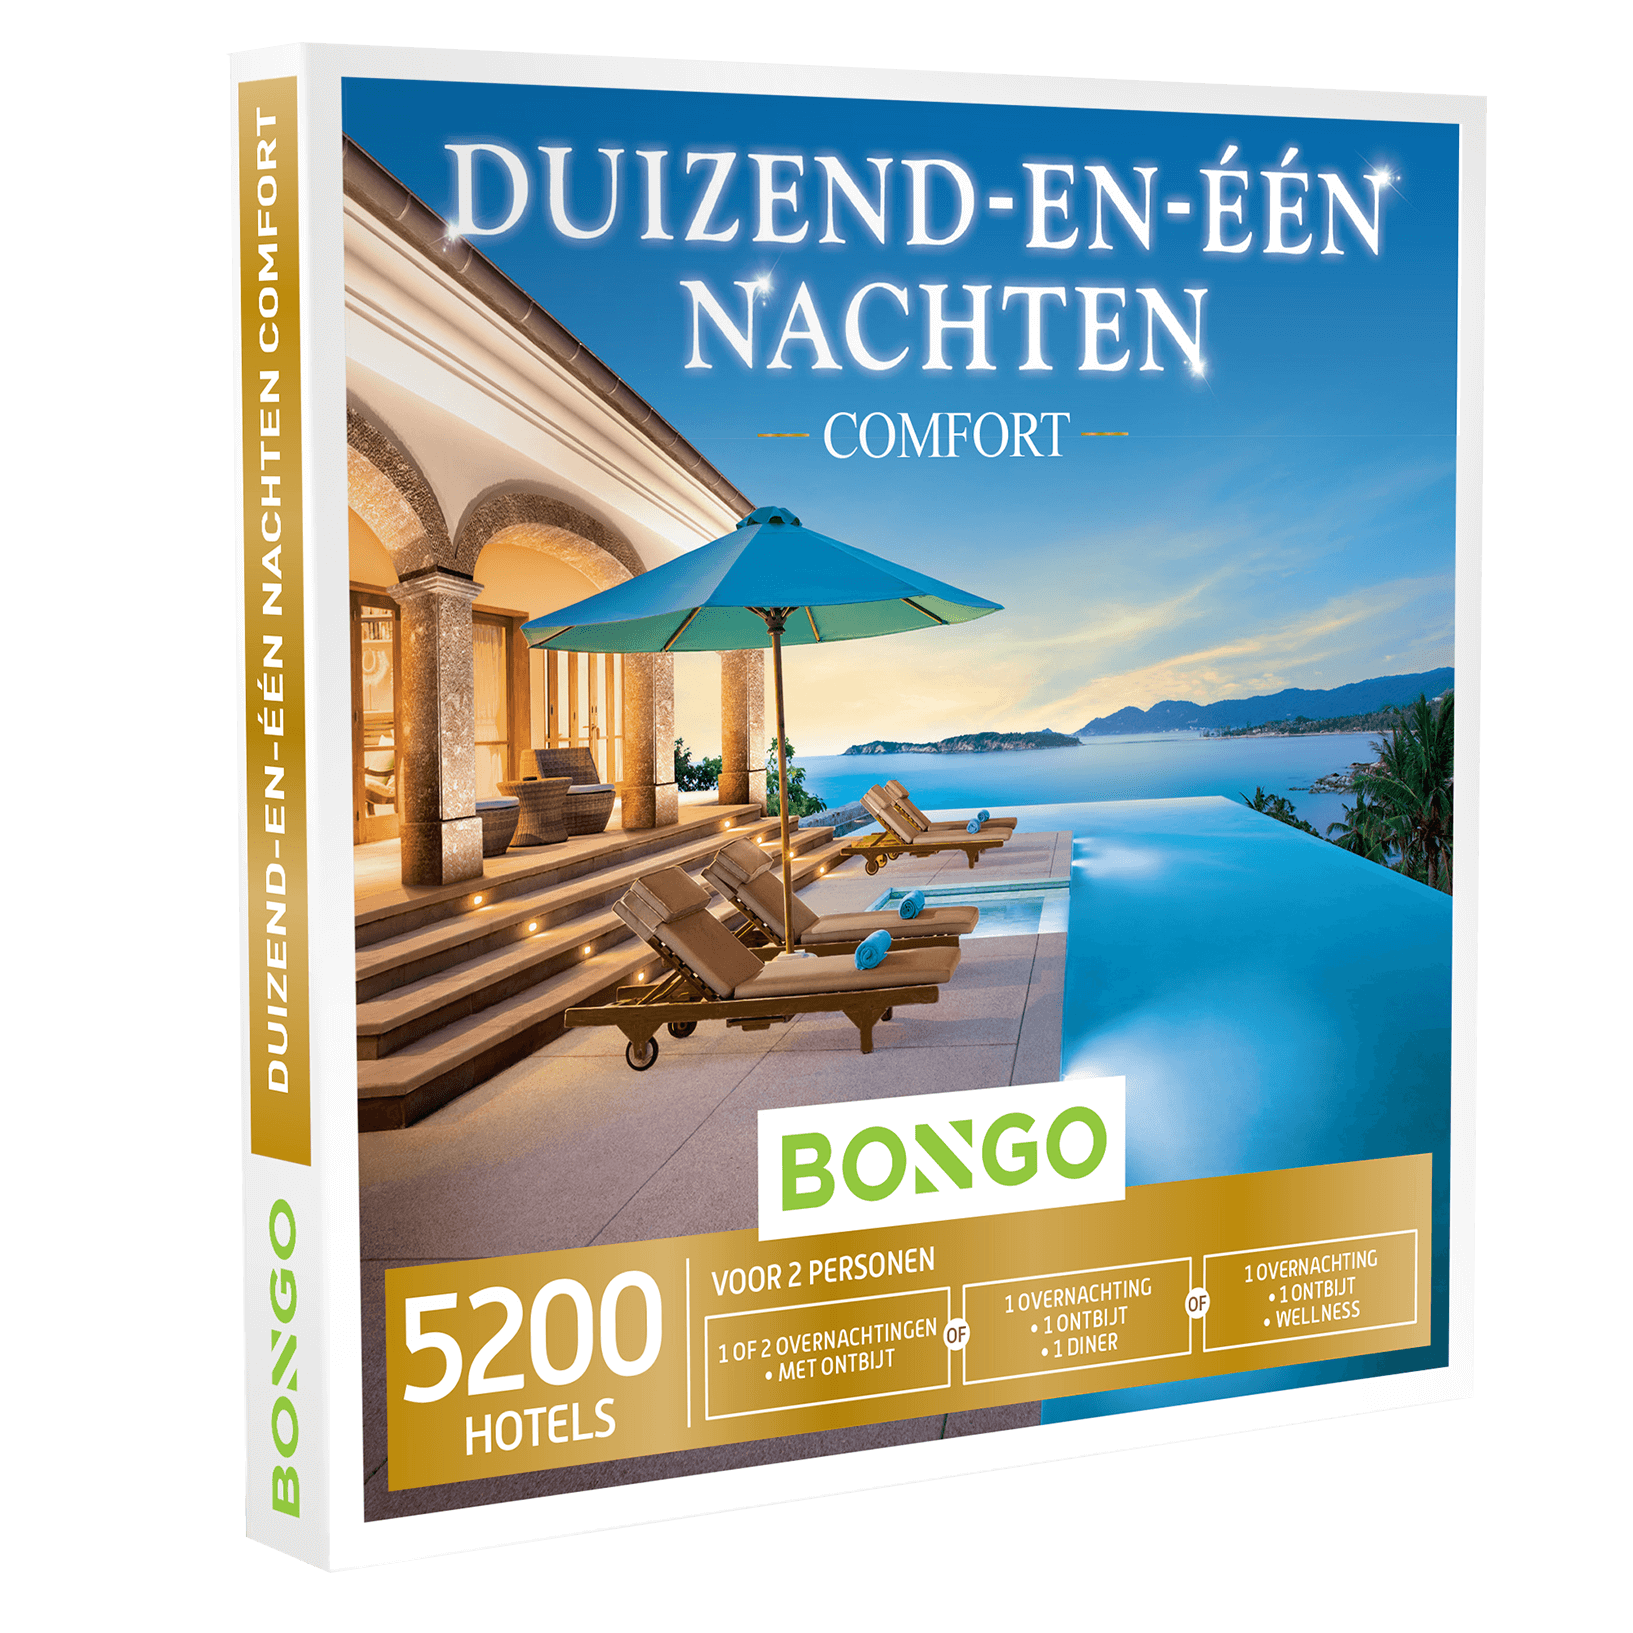 DUIZEND-EN-ÉÉN NACHTEN COMFORT
BONGO
DUIZEND-EN-ÉÉN
NACHTEN
COMFORT
BONGO
5200
HOTELS
VOOR 2 PERSONEN
1 OF 2 OVERNACHTINGEN
• MET ONTBIJT
OF
1 OVERNACHTING
• 1 ONTBIJT
• 1 DINER
OF
1 OVERNACHTING
• 1 ONTBIJT
• WELLNESS